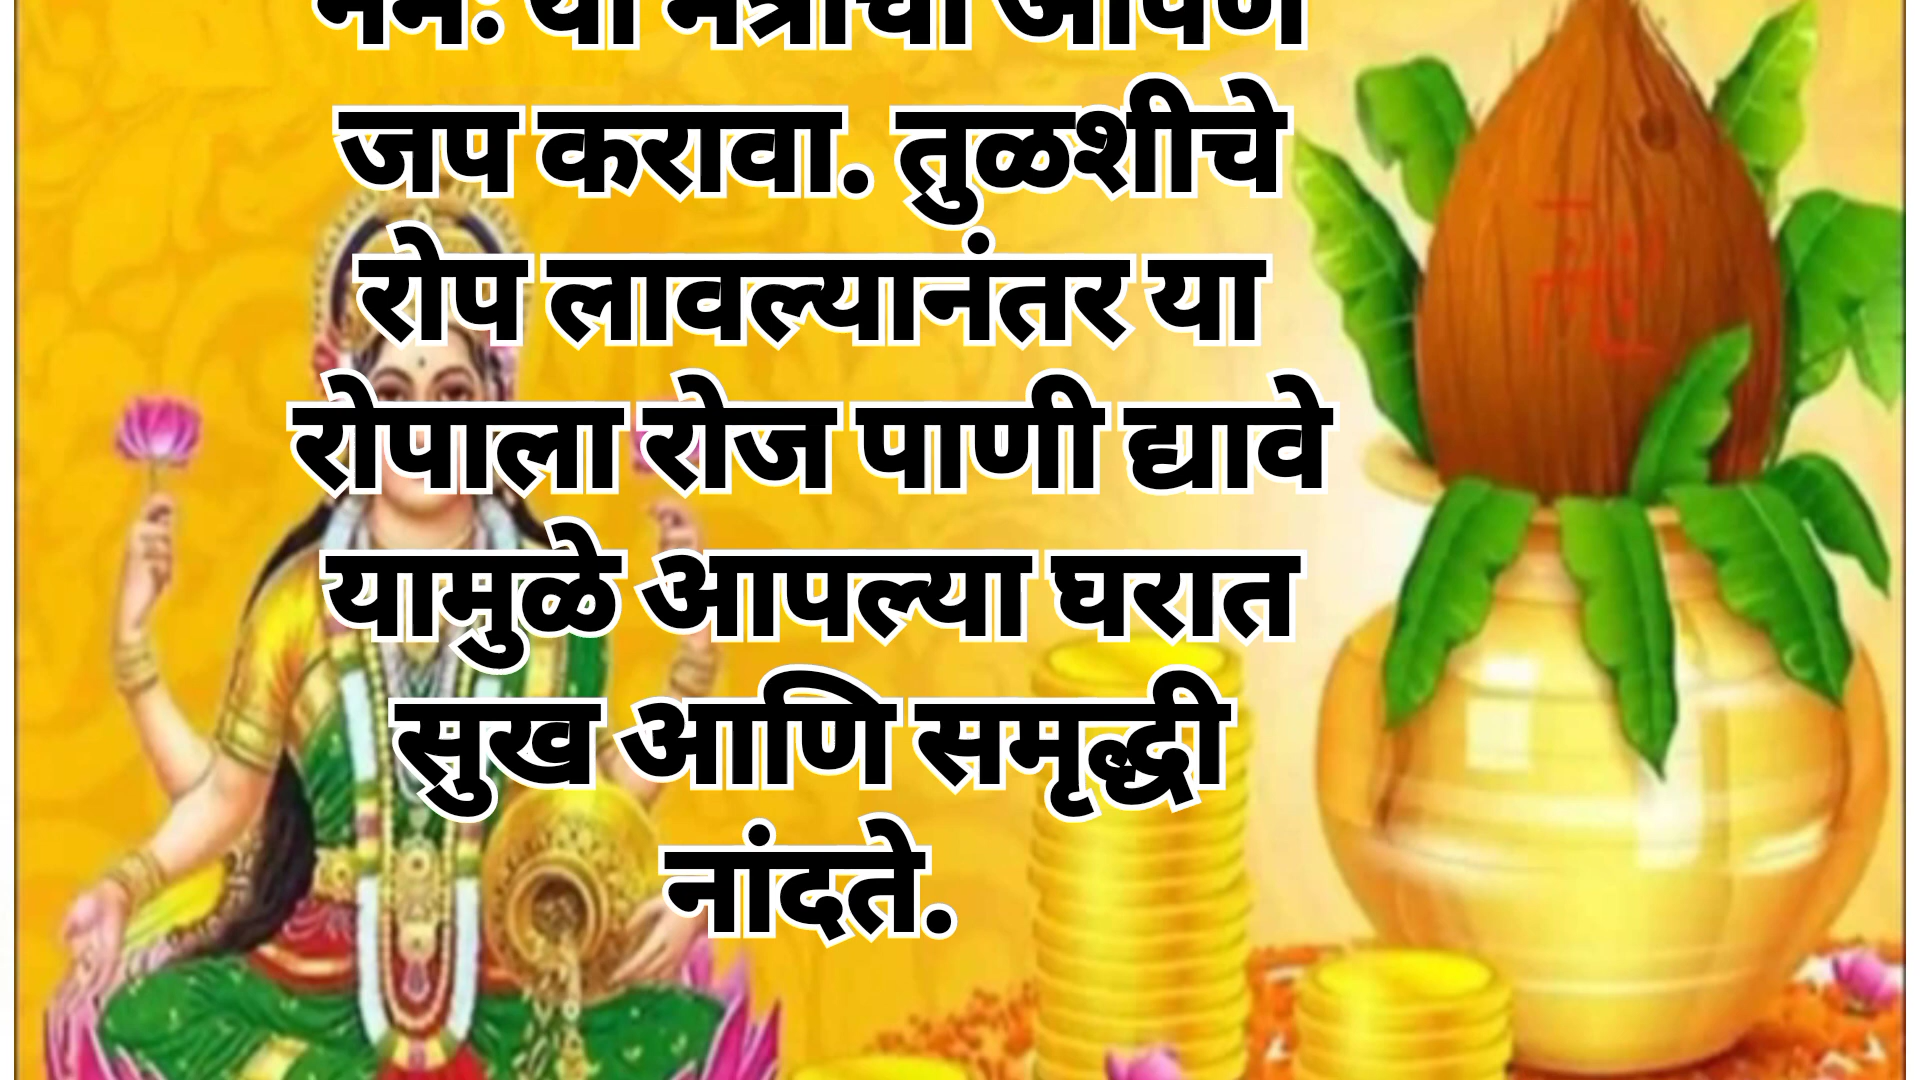 नमः या मंत्राचा आपण
जप करावा. तुळशीचे
रोप लावल्यानंतर या
रोपाला रोज पाणी द्यावे
यामुळे आपल्या घरात
सुख आणि समृद्धी
नांदते.